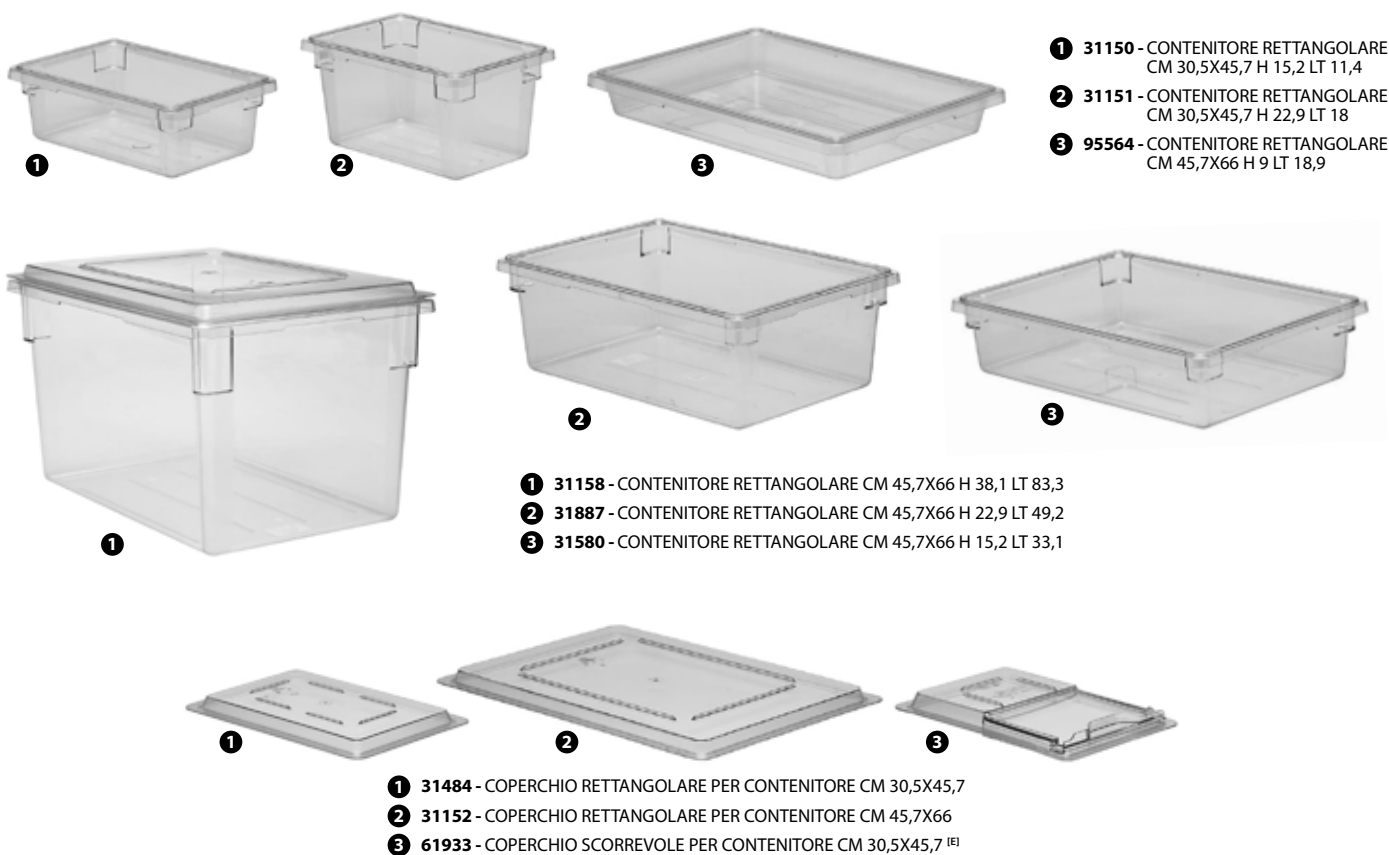 1 31150 - CONTENITORE RETTANGOLARE
CM 30,5X45,7 H 15,2 LT 11,4
2 31151 - CONTENITORE RETTANGOLARE
CM 30,5X45,7 H 22,9 LT 18
3 95564 - CONTENITORE RETTANGOLARE
CM 45,7X66 H 9 LT 18,9
1
2
3
2
3
1
1 31158 - CONTENITORE RETTANGOLARE CM 45,7X66 H 38,1 LT 83,3
2 31887 - CONTENITORE RETTANGOLARE CM 45,7X66 H 22,9 LT 49,2
3 31580 - CONTENITORE RETTANGOLARE CM 45,7X66 H 15,2 LT 33,1
1
2
3
1 31484 - COPERCHIO RETTANGOLARE PER CONTENITORE CM 30,5X45,7
2 31152 - COPERCHIO RETTANGOLARE PER CONTENITORE CM 45,7X66
3 61933 - COPERCHIO SCORREVOLE PER CONTENITORE CM 30,5X45,7 [E]